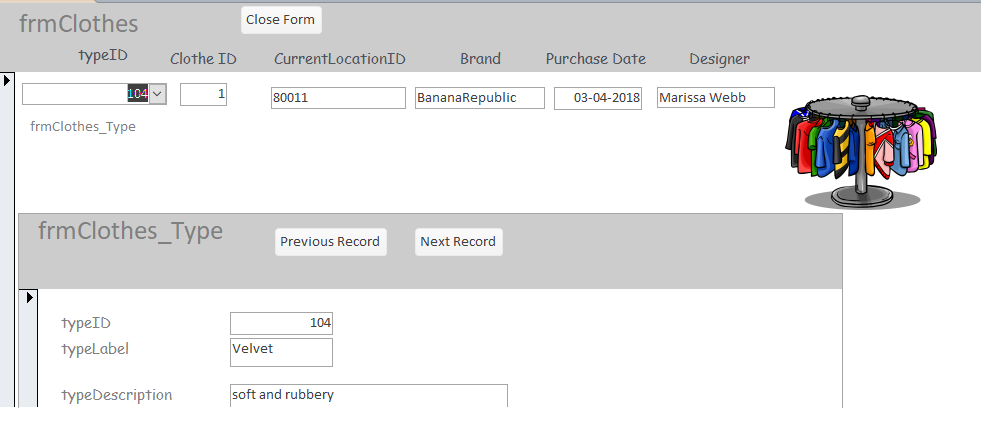 frmClothes Close Form
typeID Clothe ID CurrentLocationID Brand Purchase Date Designer
104 1 80011 BananaRepublic 03-04-2018 Marissa Webb
frmClothes_Type
frmClothes_Type Previous Record Next Record
typeID 104
typeLabel Velvet
typeDescription soft and rubbery